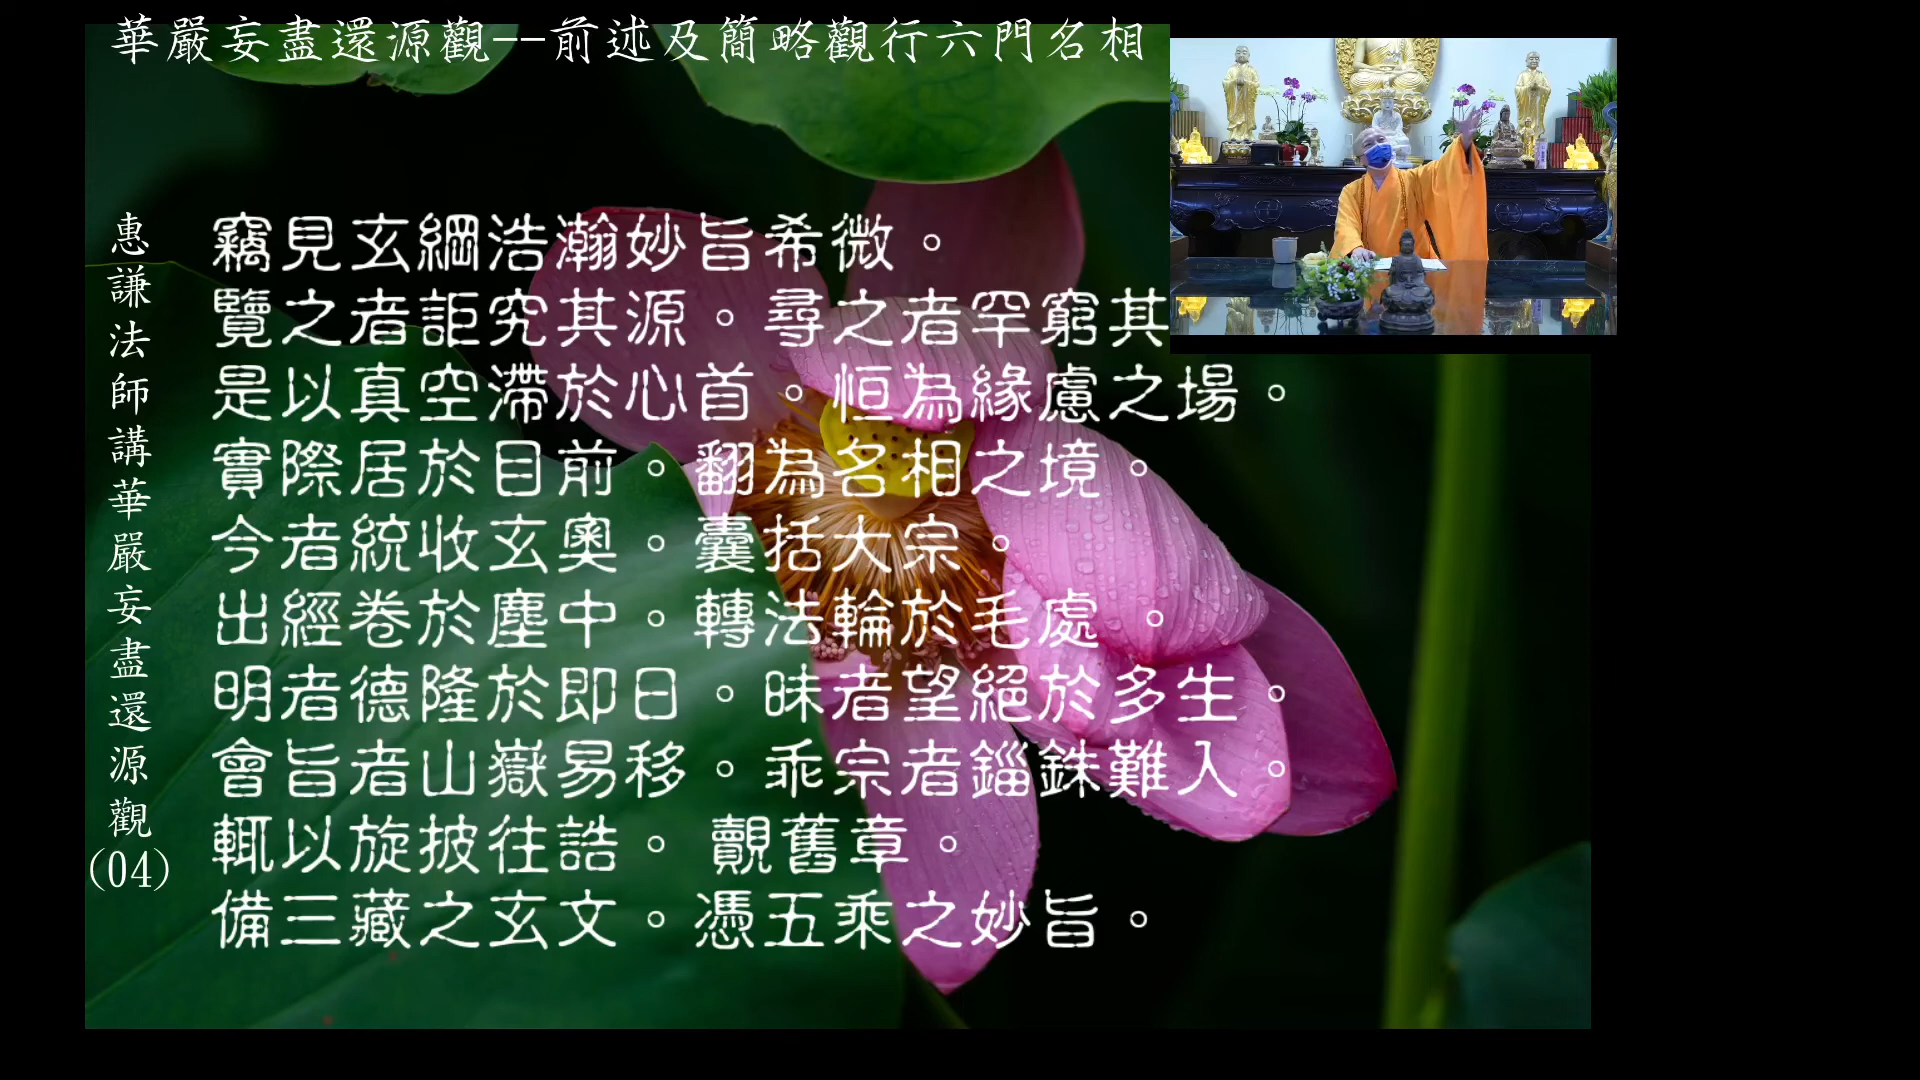 華嚴妄盡還源觀--前述及簡略觀行六門名相
惠謙法師講華嚴妄盡還源觀(04)
竊見玄綱浩瀚妙旨希微。
覽之者詎究其源。尋之者罕窮其
是以真空滯於心首。恒為緣慮之場。
實際居於目前。翻為名相之境。
今者統收玄奧。囊括大宗。
出經卷於塵中。轉法輪於毛處 。
明者德隆於即日。昧者望絕於多生。
會旨者山嶽易移。乖宗者錙銖難入。
輒以旋披往誥。 覿舊章。
備三藏之玄文。憑五乘之妙旨。